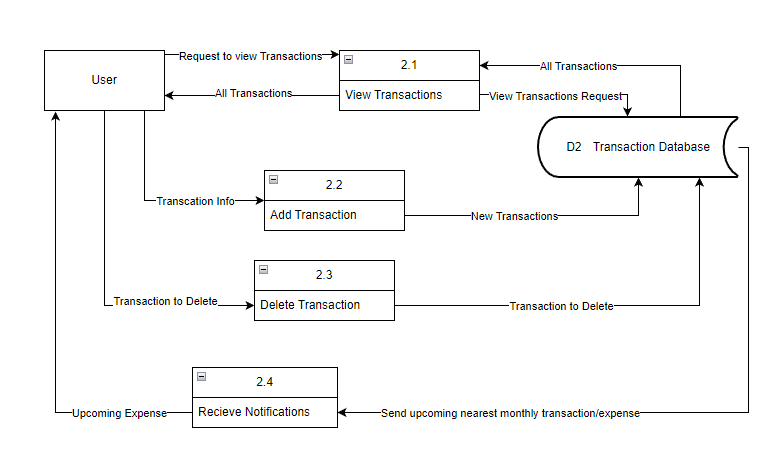 Request to view Transactions
2.1
All Transactions
User
All Transactions
View Transactions
View Transactions Request
D2 Transaction Database
2.2
Transcation Info
Add Transaction
New Transactions
2.3
Transaction to Delete
Delete Transaction
Transaction to Delete
2.4
Upcoming Expense
Recieve Notifications
Send upcoming nearest monthly transaction/expense